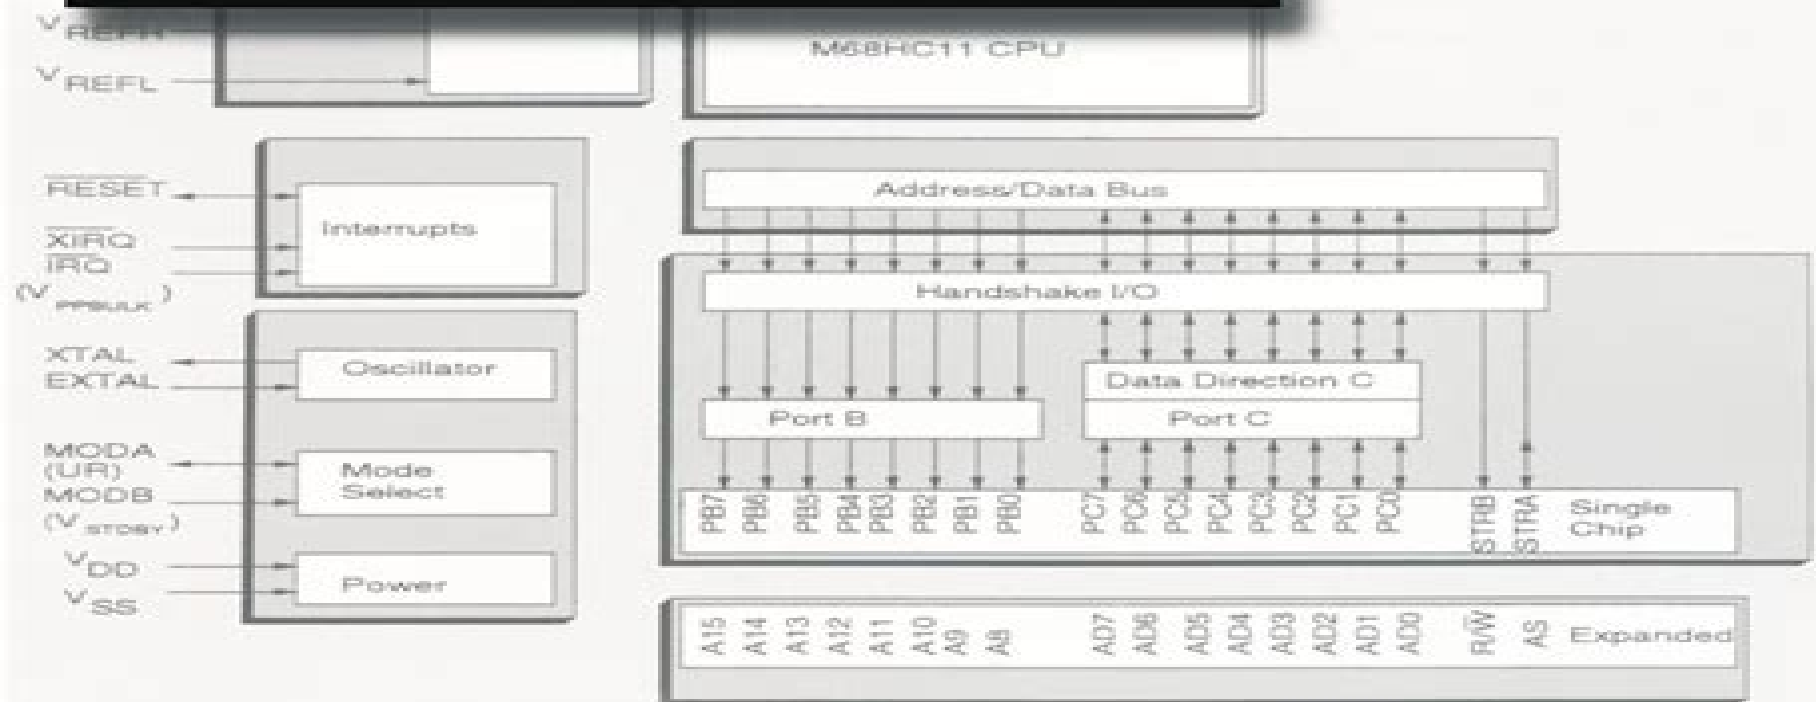 VREFH
VREFL
M68HC11 CPU
RESET
XIRQ
IRQ
(VPPBULK)
Interrupts
XTAL
EXTAL
Oscillator
MODA
(LIR)
MODB
(VSTDBY)
Mode
Select
VDD
VSS
Power
Address/Data Bus
Handshake I/O
Data Direction C
Port B
Port C
PB7 PB6 PB5 PB4 PB3 PB2 PB1 PB0 PC7 PC6 PC5 PC4 PC3 PC2 PC1 PC0 STRB STRA
Single
Chip
A15 A14 A13 A12 A11 A10 A9 A8 AD7 AD6 AD5 AD4 AD3 AD2 AD1 AD0 R/W AS Expanded